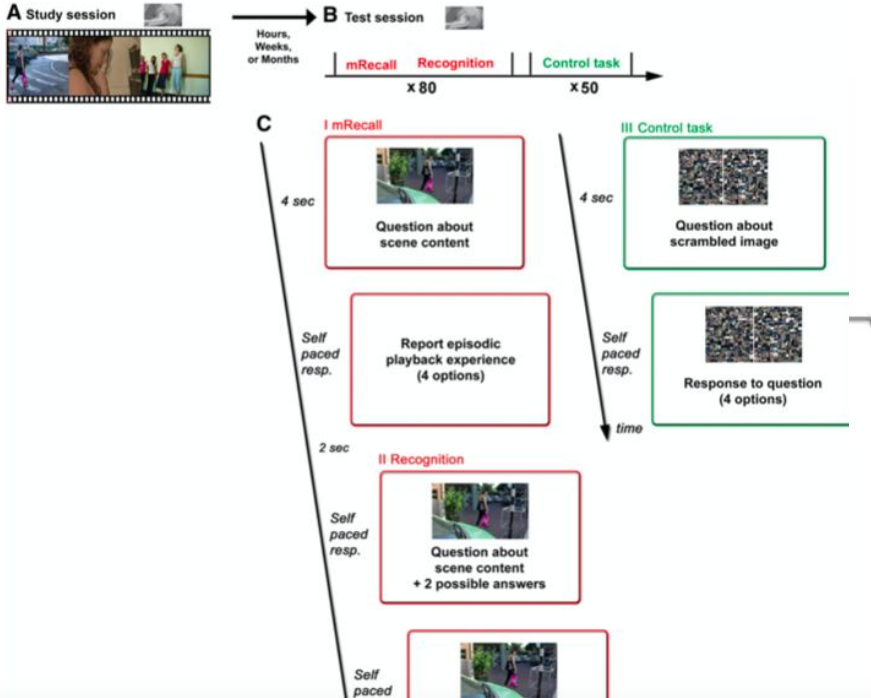 A Study session
Hours,
Weeks,
or Months
B Test session
mRecall Recognition Control task
x 80 x 50
C
I mRecall
4 sec
Question about
scene content
Self
paced
resp.
Report episodic
playback experience
(4 options)
2 sec
II Recognition
Self
paced
resp.
Question about
scene content
+ 2 possible answers
Self
paced
III Control task
4 sec
Question about
scrambled image
Self
paced
resp.
Response to question
(4 options)
time